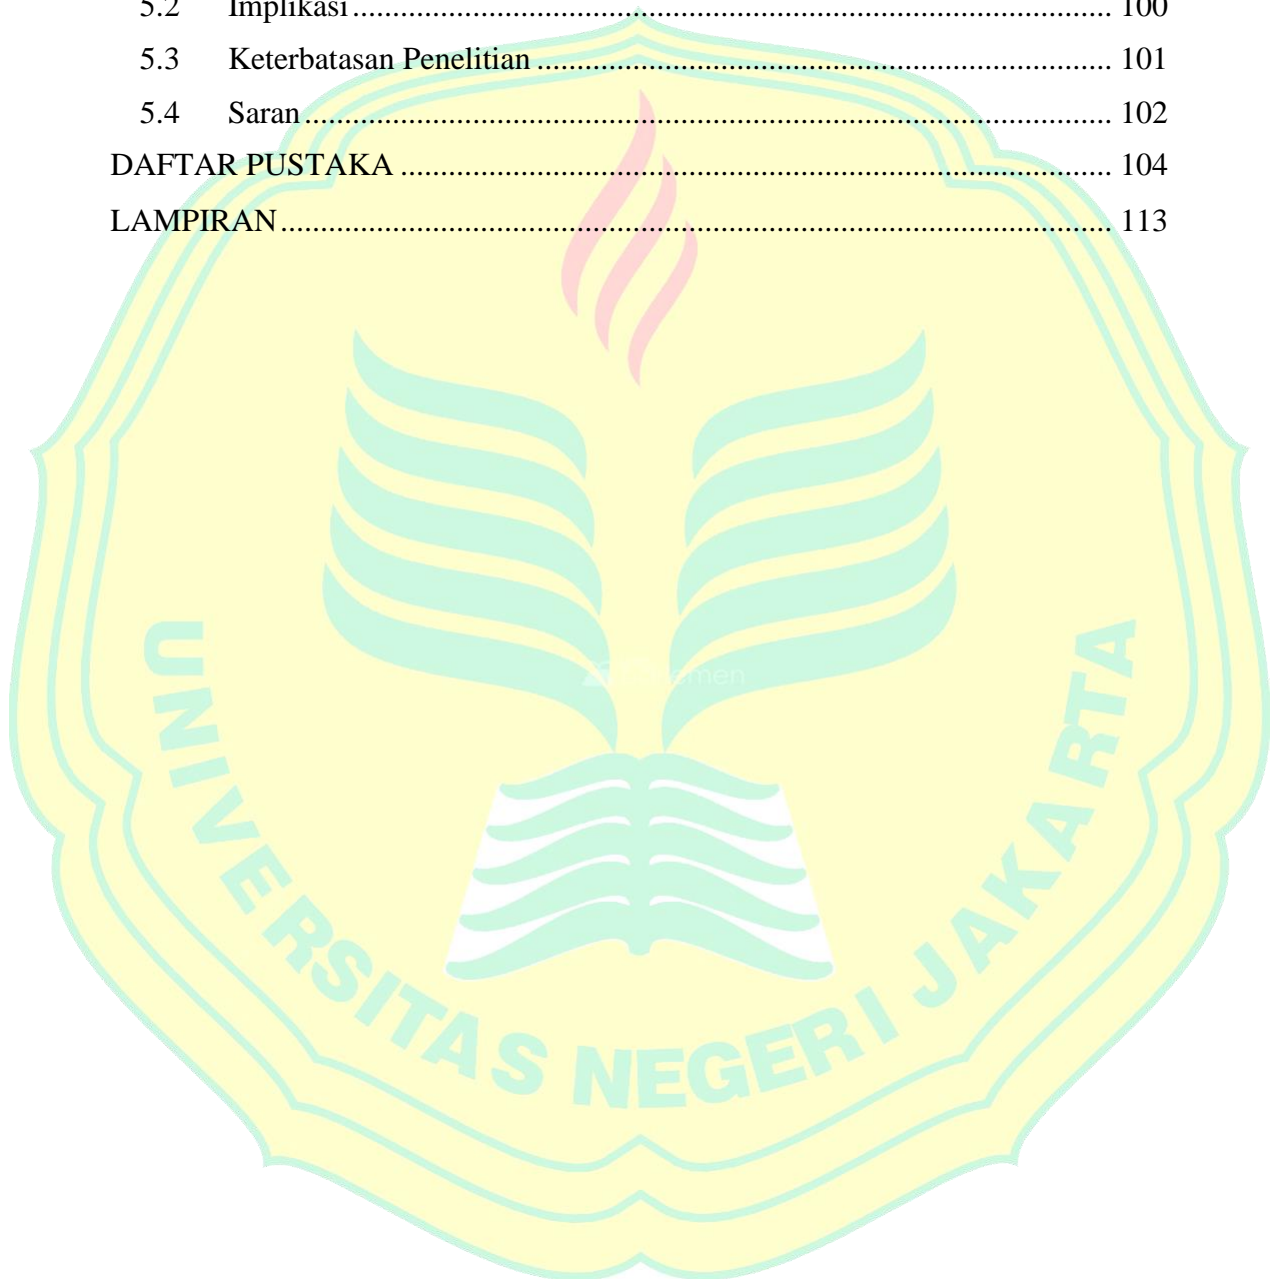 5.2 Implikasi........ 100
5.3 Keterbatasan Penelitian........ 101
5.4 Saran........ 102
DAFTAR PUSTAKA........ 104
LAMPIRAN........ 113
UNIVERSITAS NEGERI JAKARTA